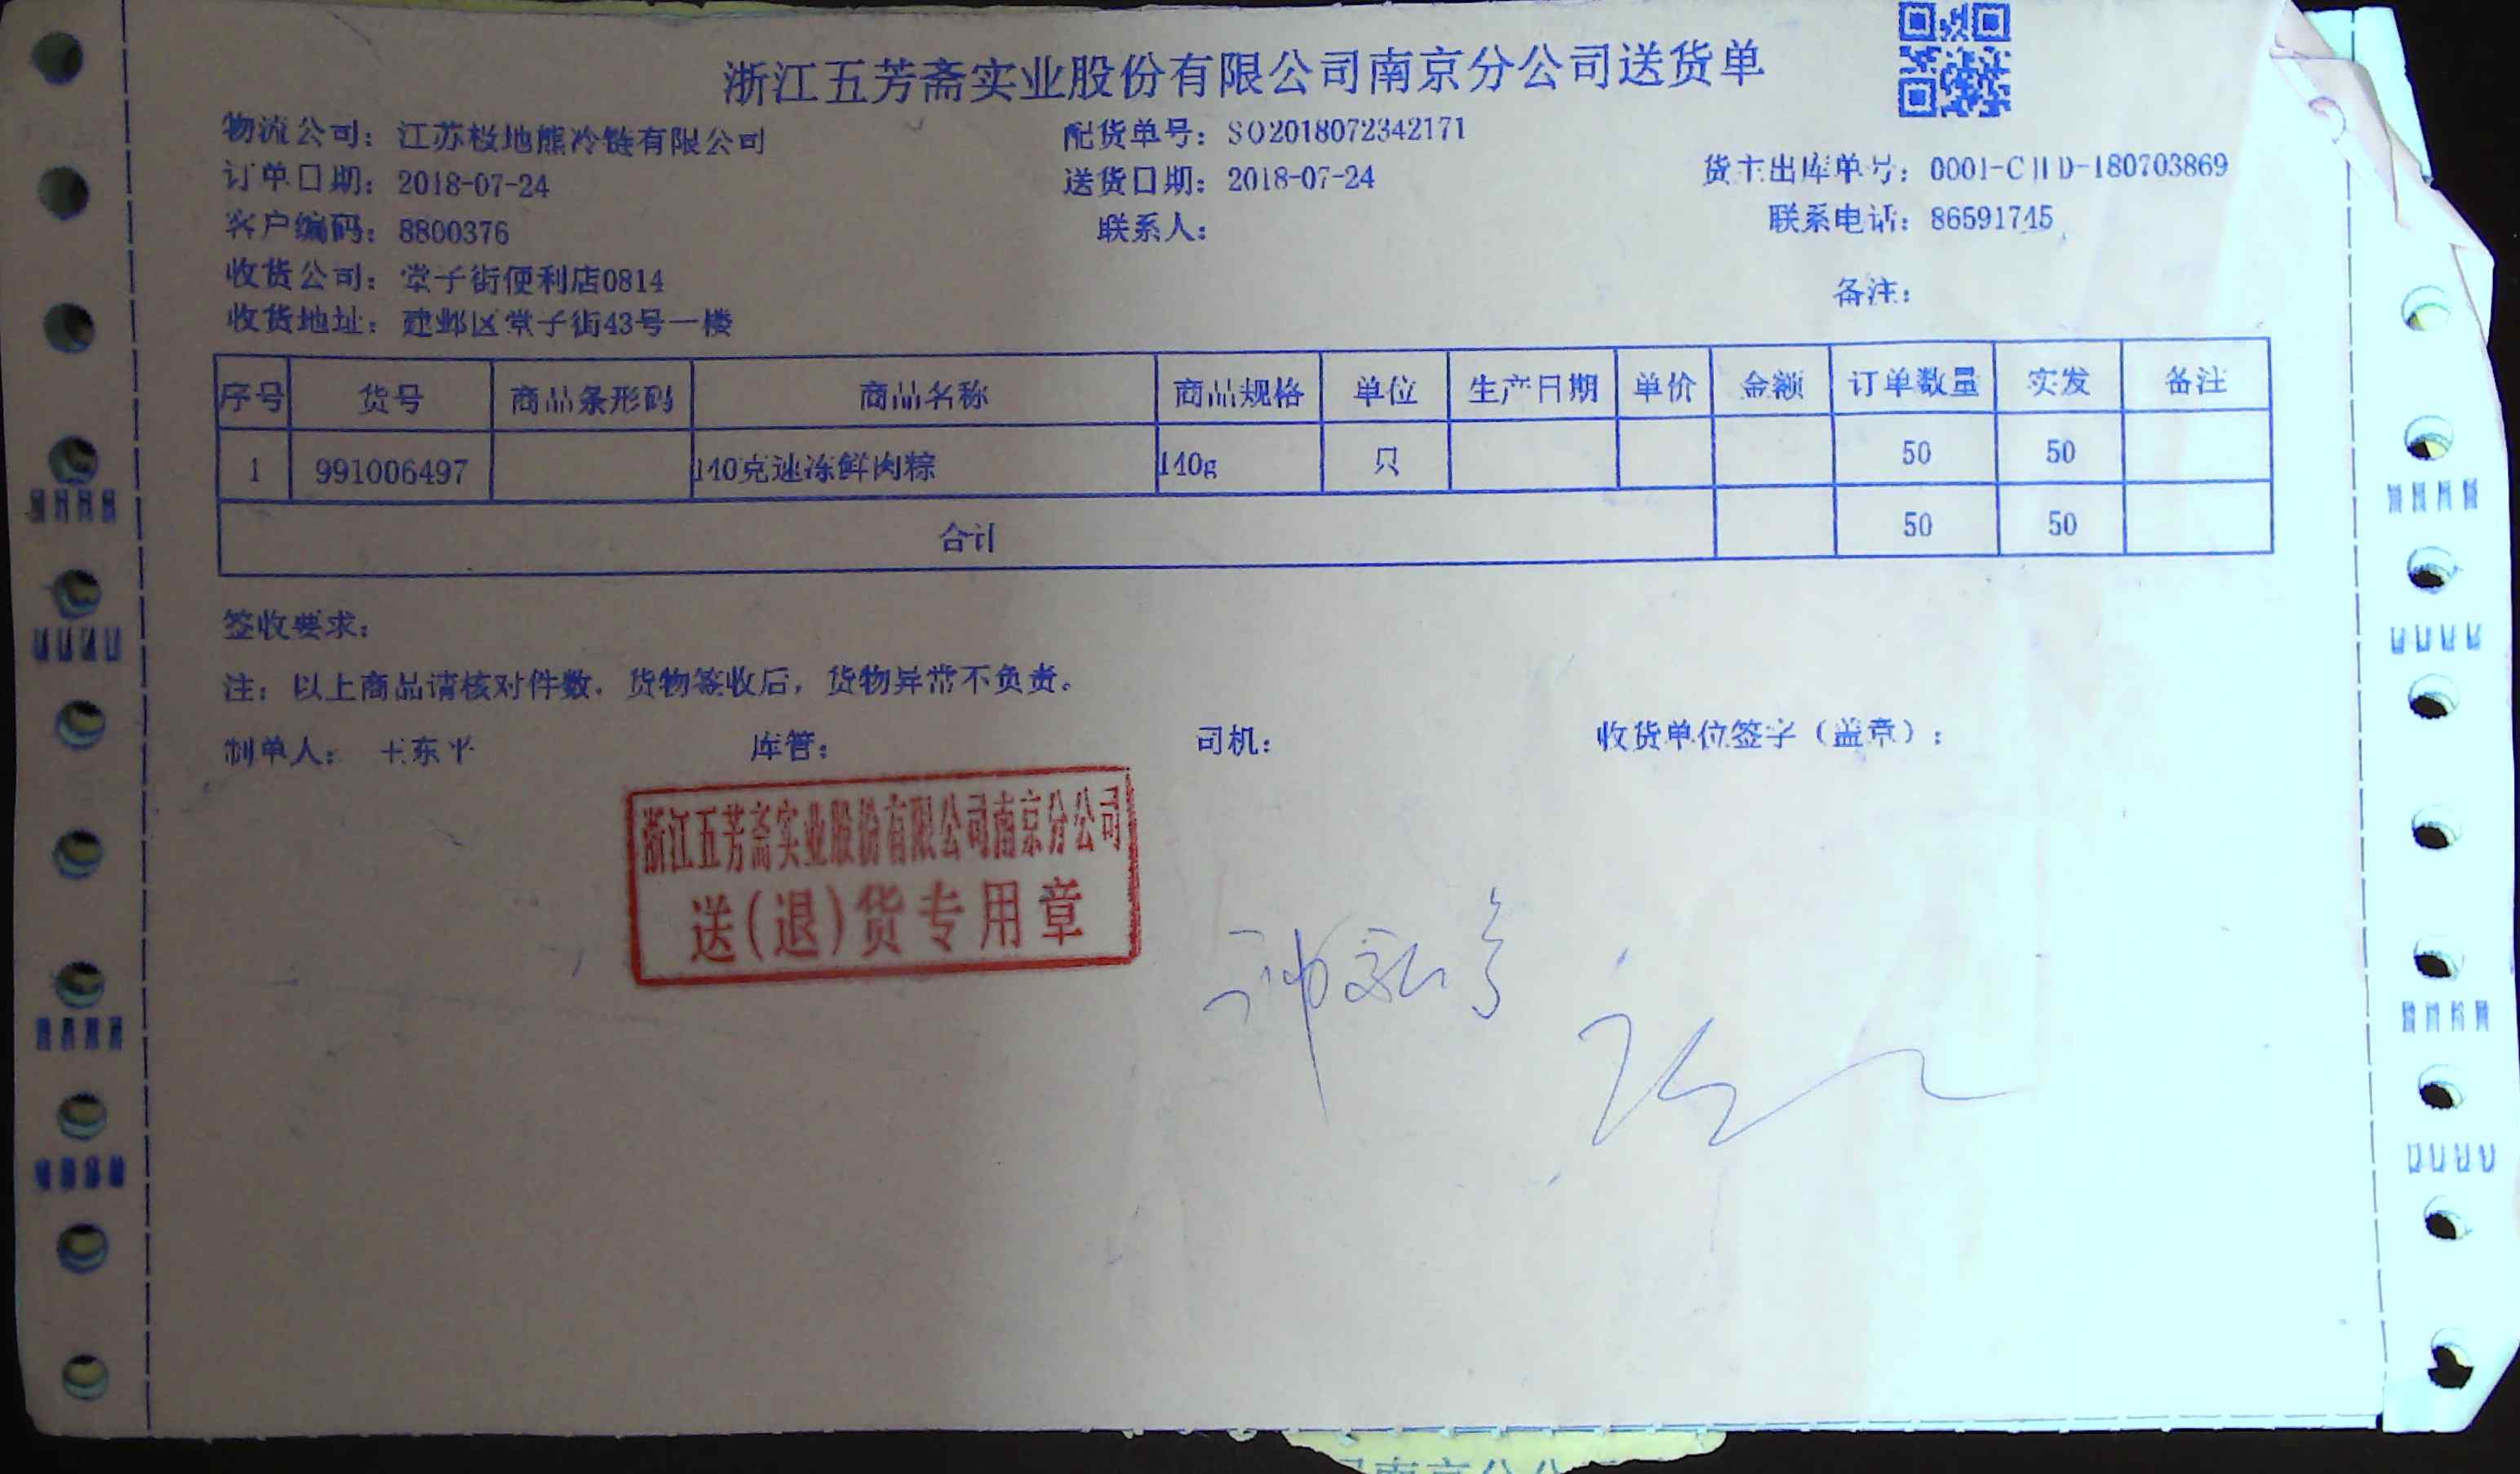 浙江五芳斋实业股份有限公司南京分公司送货单
物流公司：江苏极地熊冷链有限公司 配货单号：SO2018072342171
订单日期：2018-07-24 送货日期：2018-07-24 货主出库单号：0001-CHD-180703869
客户编码：8800376 联系人： 联系电话：86591745
收货公司：堂子街便利店0814 备注：
收货地址：建邺区堂子街43号一楼
序号 货号 商品条形码 商品名称 商品规格 单位 生产日期 单价 金额 订单数量 实发 备注
1 991006497 140克速冻鲜肉粽 140g 只 50 50
合计 50 50
签收要求：
注：以上商品请核对件数，货物签收后，货物异常不负责。
制单人： 王东平 库管： 司机： 收货单位签字（盖章）：
浙江五芳斋实业股份有限公司南京分公司
送(退)货专用章